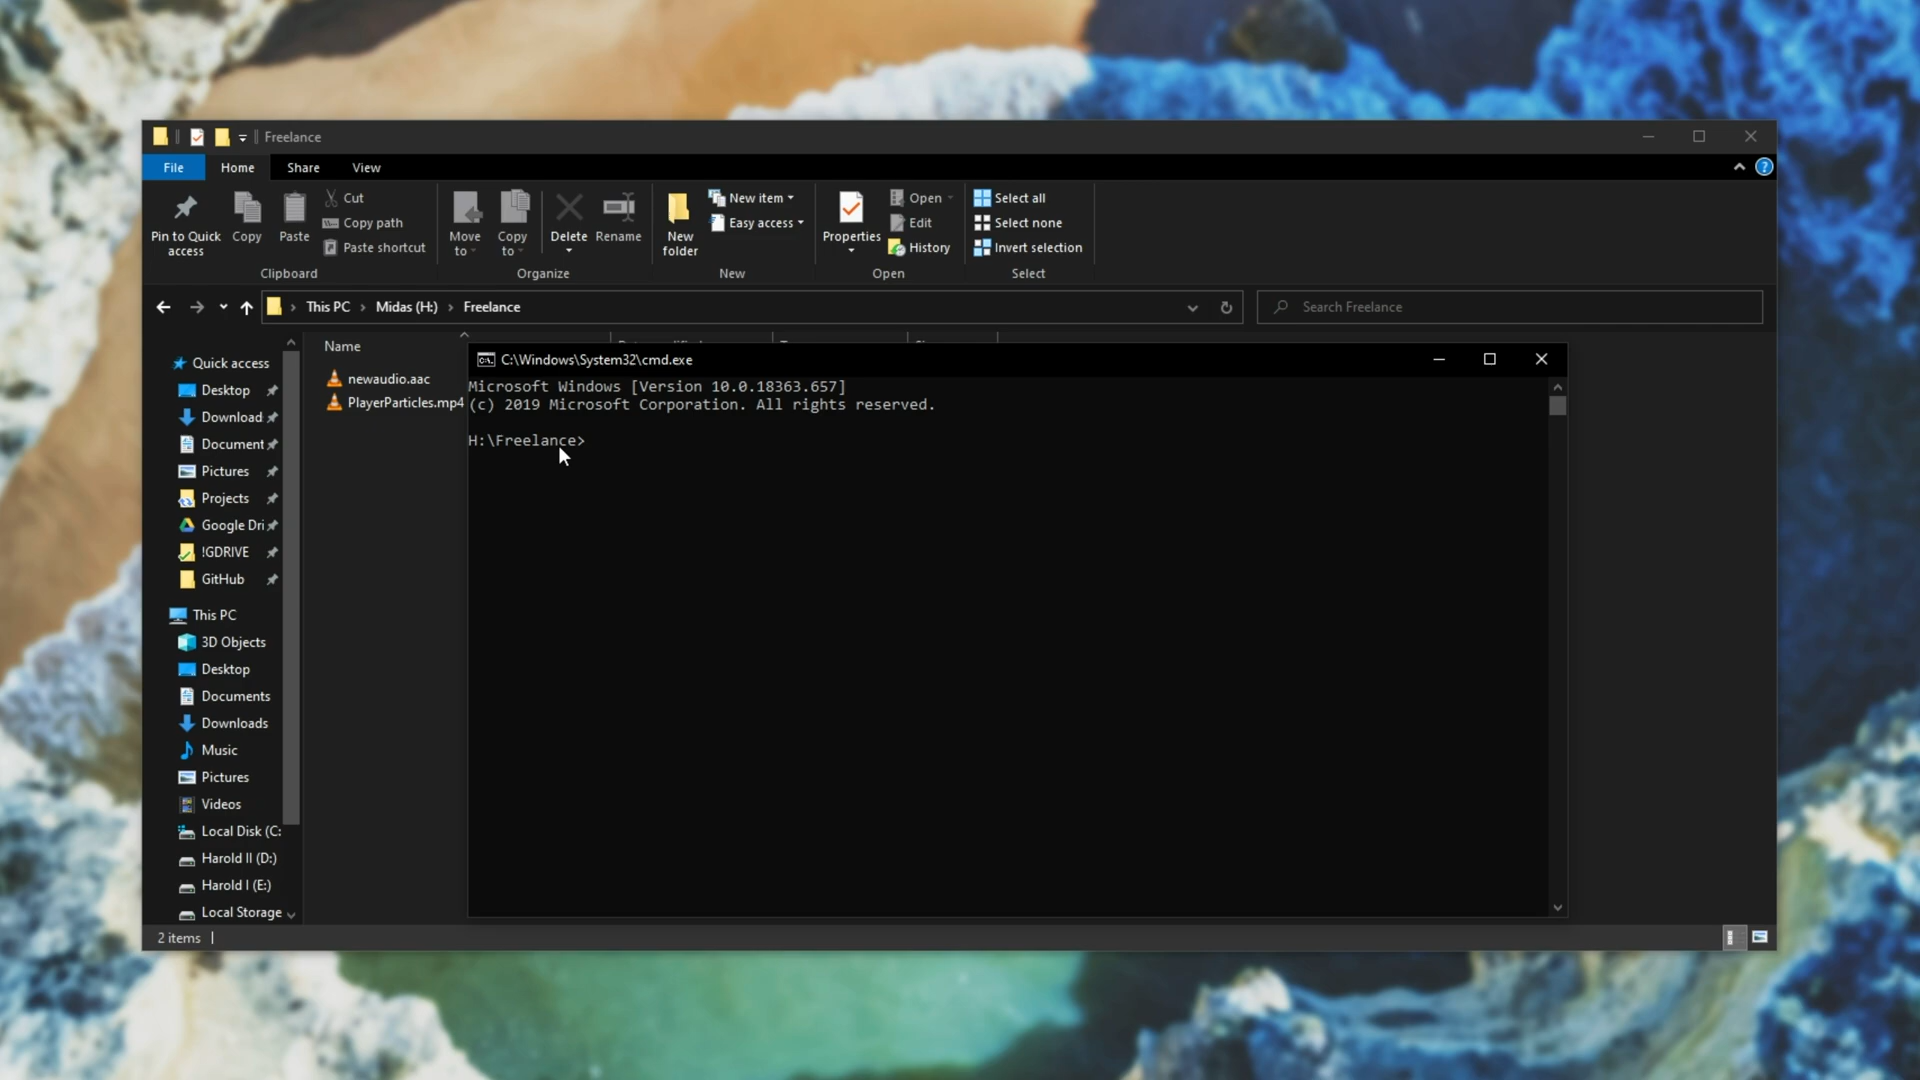 Freelance
File Home Share View
Pin to Quick access
Copy
Paste
Cut
Copy path
Paste shortcut
Clipboard
Move to
Copy to
Delete
Rename
Organize
New folder
New item
Easy access
New
Properties
Open
Edit
History
Open
Select all
Select none
Invert selection
Select
This PC > Midas (H:) > Freelance
Search Freelance
Quick access
Desktop
Download
Document
Pictures
Projects
Google Dri
!GDRIVE
GitHub
This PC
3D Objects
Desktop
Documents
Downloads
Music
Pictures
Videos
Local Disk (C:
Harold II (D:)
Harold I (E:)
Local Storage
Name
newaudio.aac
PlayerParticles.mp4
C:\Windows\System32\cmd.exe
Microsoft Windows [Version 10.0.18363.657]
(c) 2019 Microsoft Corporation. All rights reserved.
H:\Freelance>
2 items